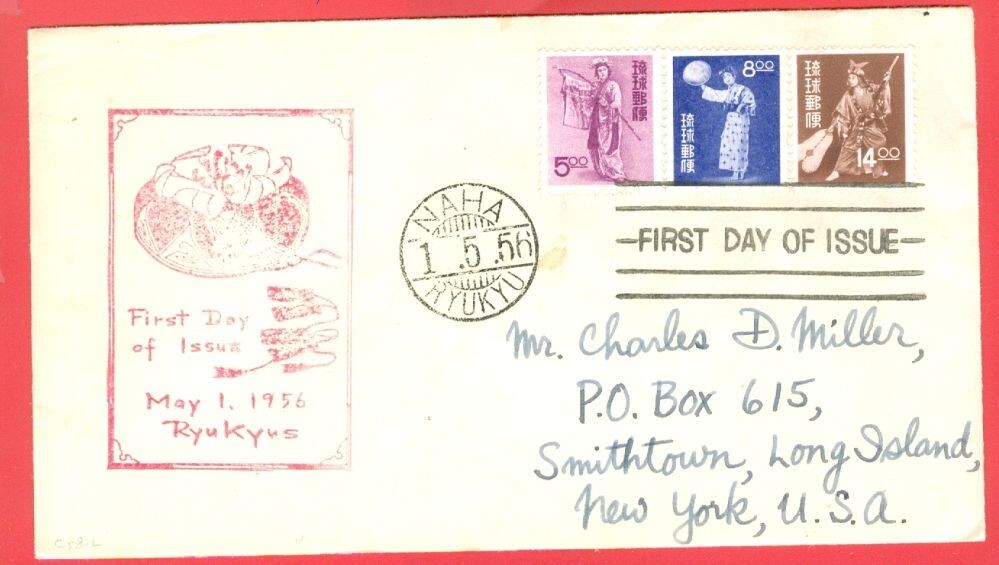 5.00
琉球郵便
8.00
琉球郵便
琉球郵便
14.00
NAHA
1.5.56
RYUKYU
FIRST DAY OF ISSUE
First Day
of Issue
May 1, 1956
RyuKyus
Mr. Charles D. Miller,
P.O. Box 615,
Smithtown, Long Island,
New York, U.S.A.
C58-2